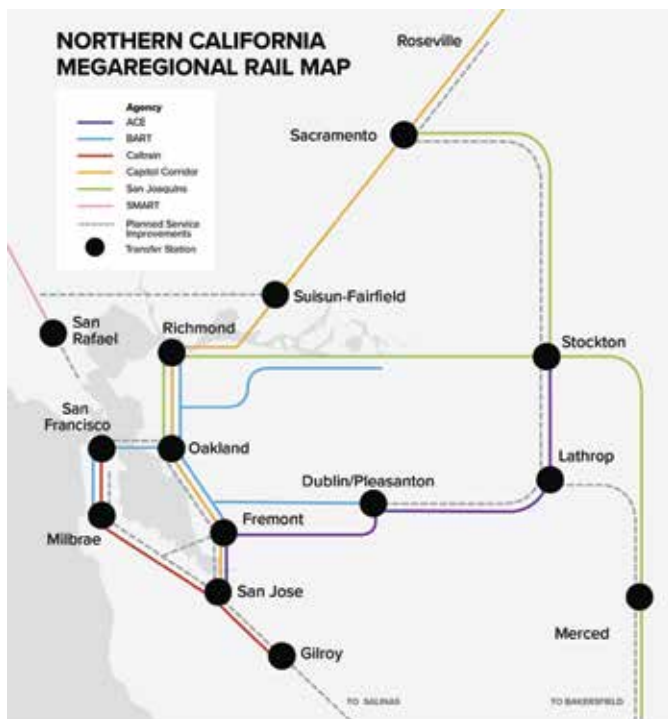 NORTHERN CALIFORNIA
MEGAREGIONAL RAIL MAP
Agency
ACE
BART
Caltrain
Capitol Corridor
San Joaquins
SMART
Planned Service
Improvements
Transfer Station
Roseville
Sacramento
Suisun-Fairfield
San
Rafael
Richmond
Stockton
San
Francisco
Oakland
Lathrop
Dublin/Pleasanton
Fremont
Milbrae
San Jose
Merced
Gilroy
TO SALINAS
TO BAKERSFIELD